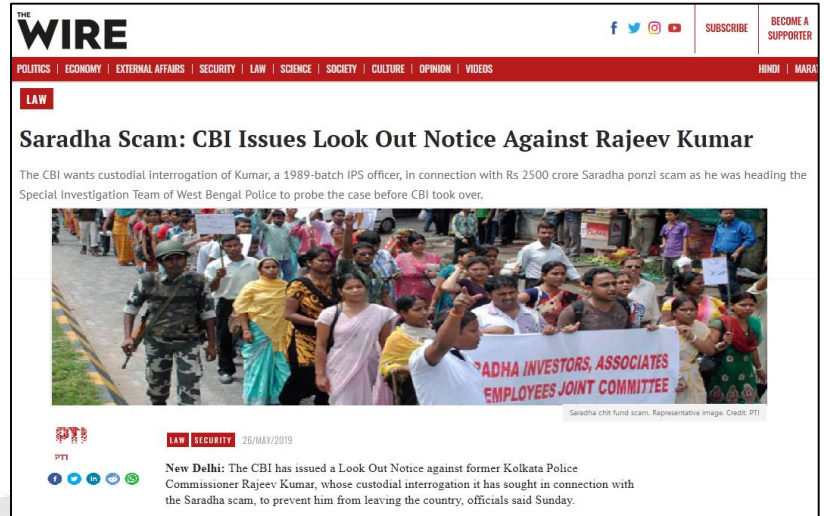 THE
WIRE
SUBSCRIBE
BECOME A
SUPPORTER
POLITICS | ECONOMY | EXTERNAL AFFAIRS | SECURITY | LAW | SCIENCE | SOCIETY | CULTURE | OPINION | VIDEOS
HINDI | MARAT
LAW
Saradha Scam: CBI Issues Look Out Notice Against Rajeev Kumar
The CBI wants custodial interrogation of Kumar, a 1989-batch IPS officer, in connection with Rs 2500 crore Saradha ponzi scam as he was heading the
Special Investigation Team of West Bengal Police to probe the case before CBI took over.
ADHA INVESTORS, ASSOCIATES
EMPLOYEES JOINT COMMITTEE
Saradha chit fund scam. Representative image. Credit: PTI
PTI
PTI
LAW SECURITY 26/MAY/2019
New Delhi: The CBI has issued a Look Out Notice against former Kolkata Police
Commissioner Rajeev Kumar, whose custodial interrogation it has sought in connection with
the Saradha scam, to prevent him from leaving the country, officials said Sunday.